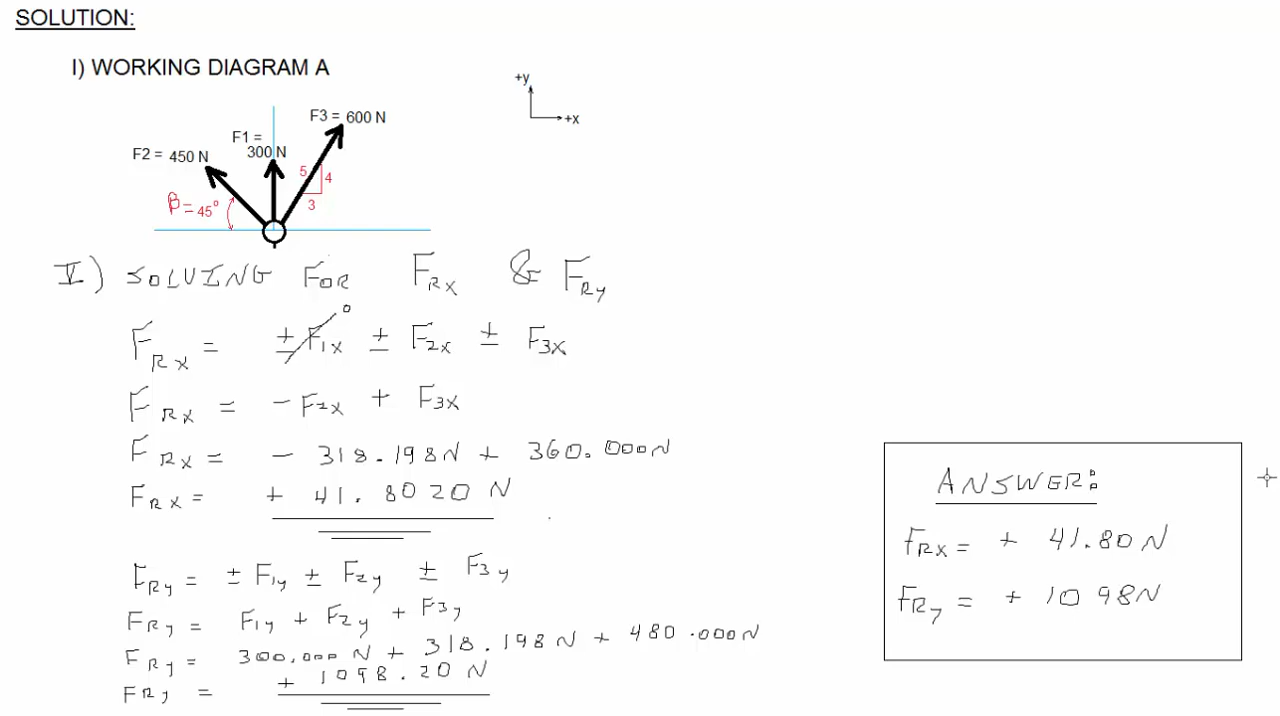 SOLUTION:
I) WORKING DIAGRAM A
+y
+x
F3 = 600 N
F1 =
300 N
F2 = 450 N
5
4
3
β = 45°
V) SOLVING FOR FRX & FRy
FRX = ± F1X 0 ± F2X ± F3X
FRX = - F2X + F3X
FRX = - 318.198N + 360.000N
FRX = + 41.8020 N
FRy = ± F1y ± F2y ± F3y
FRy = F1y + F2y + F3y
FRy = 300.000 N + 318.198 N + 480.000N
FRy = + 1098.20 N
ANSWER:
FRX = + 41.80N
FRy = + 1098N